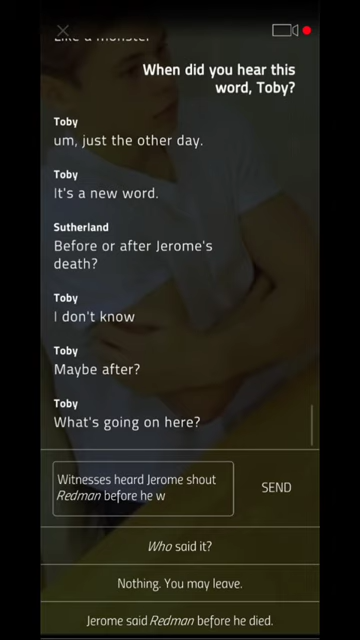 Like a monster
When did you hear this
word, Toby?
Toby
um, just the other day.
Toby
It's a new word.
Sutherland
Before or after Jerome's
death?
Toby
I don't know
Toby
Maybe after?
Toby
What's going on here?
Witnesses heard Jerome shout
Redman before he w
SEND
Who said it?
Nothing. You may leave.
Jerome said Redman before he died.